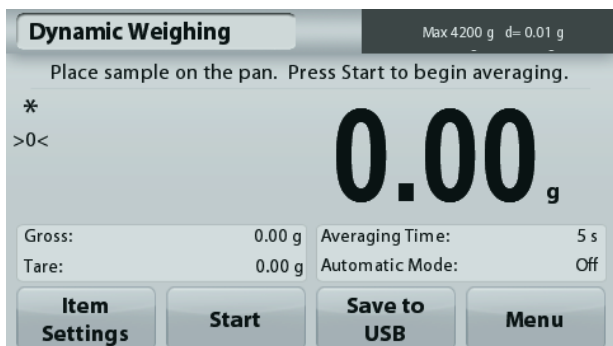 Dynamic Weighing
Max 4200 g d= 0.01 g
Place sample on the pan. Press Start to begin averaging.
*
>0<
0.00 g
Gross: 0.00 g
Tare: 0.00 g
Averaging Time: 5 s
Automatic Mode: Off
Item Settings
Start
Save to USB
Menu